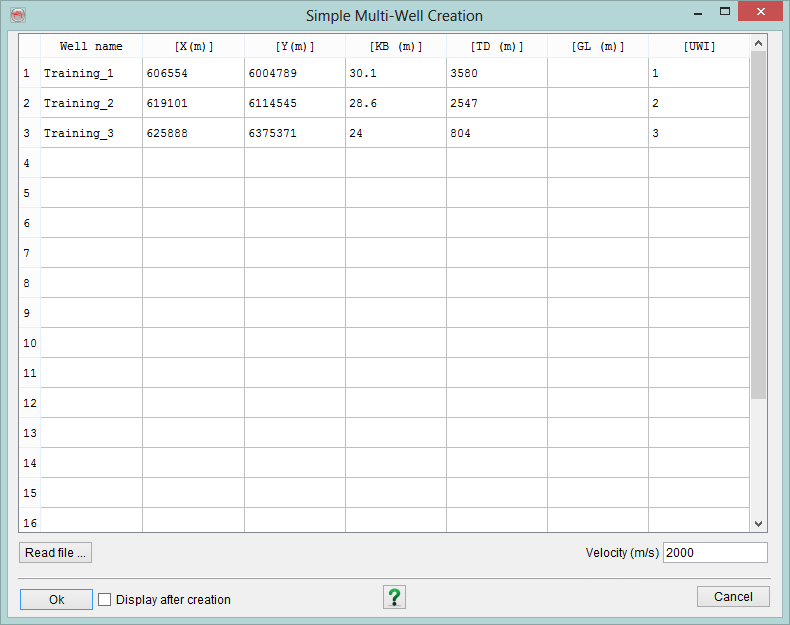 Simple Multi-Well Creation
Well name [X(m)] [Y(m)] [KB (m)] [TD (m)] [GL (m)] [UWI]
1 Training_1 606554 6004789 30.1 3580 1
2 Training_2 619101 6114545 28.6 2547 2
3 Training_3 625888 6375371 24 804 3
4
5
6
7
8
9
10
11
12
13
14
15
16
Read file ... Velocity (m/s) 2000
Ok Display after creation ? Cancel